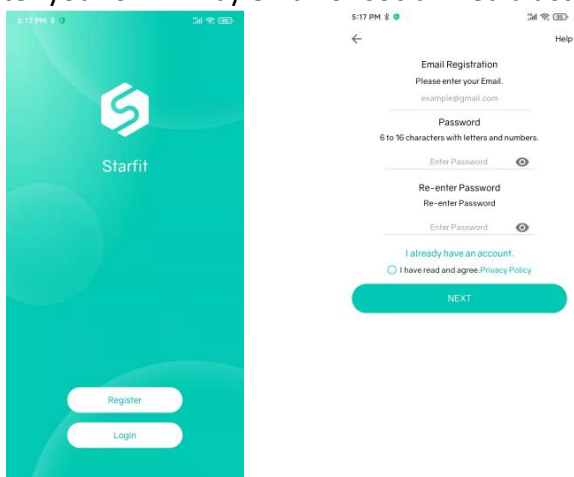 5:17 PM
Starfit
Register
Login
5:17 PM
Help
Email Registration
Please enter your Email.
example@gmail.com
Password
6 to 16 characters with letters and numbers.
Enter Password
Re-enter Password
Re-enter Password
Enter Password
I already have an account.
I have read and agree.Privacy Policy
NEXT